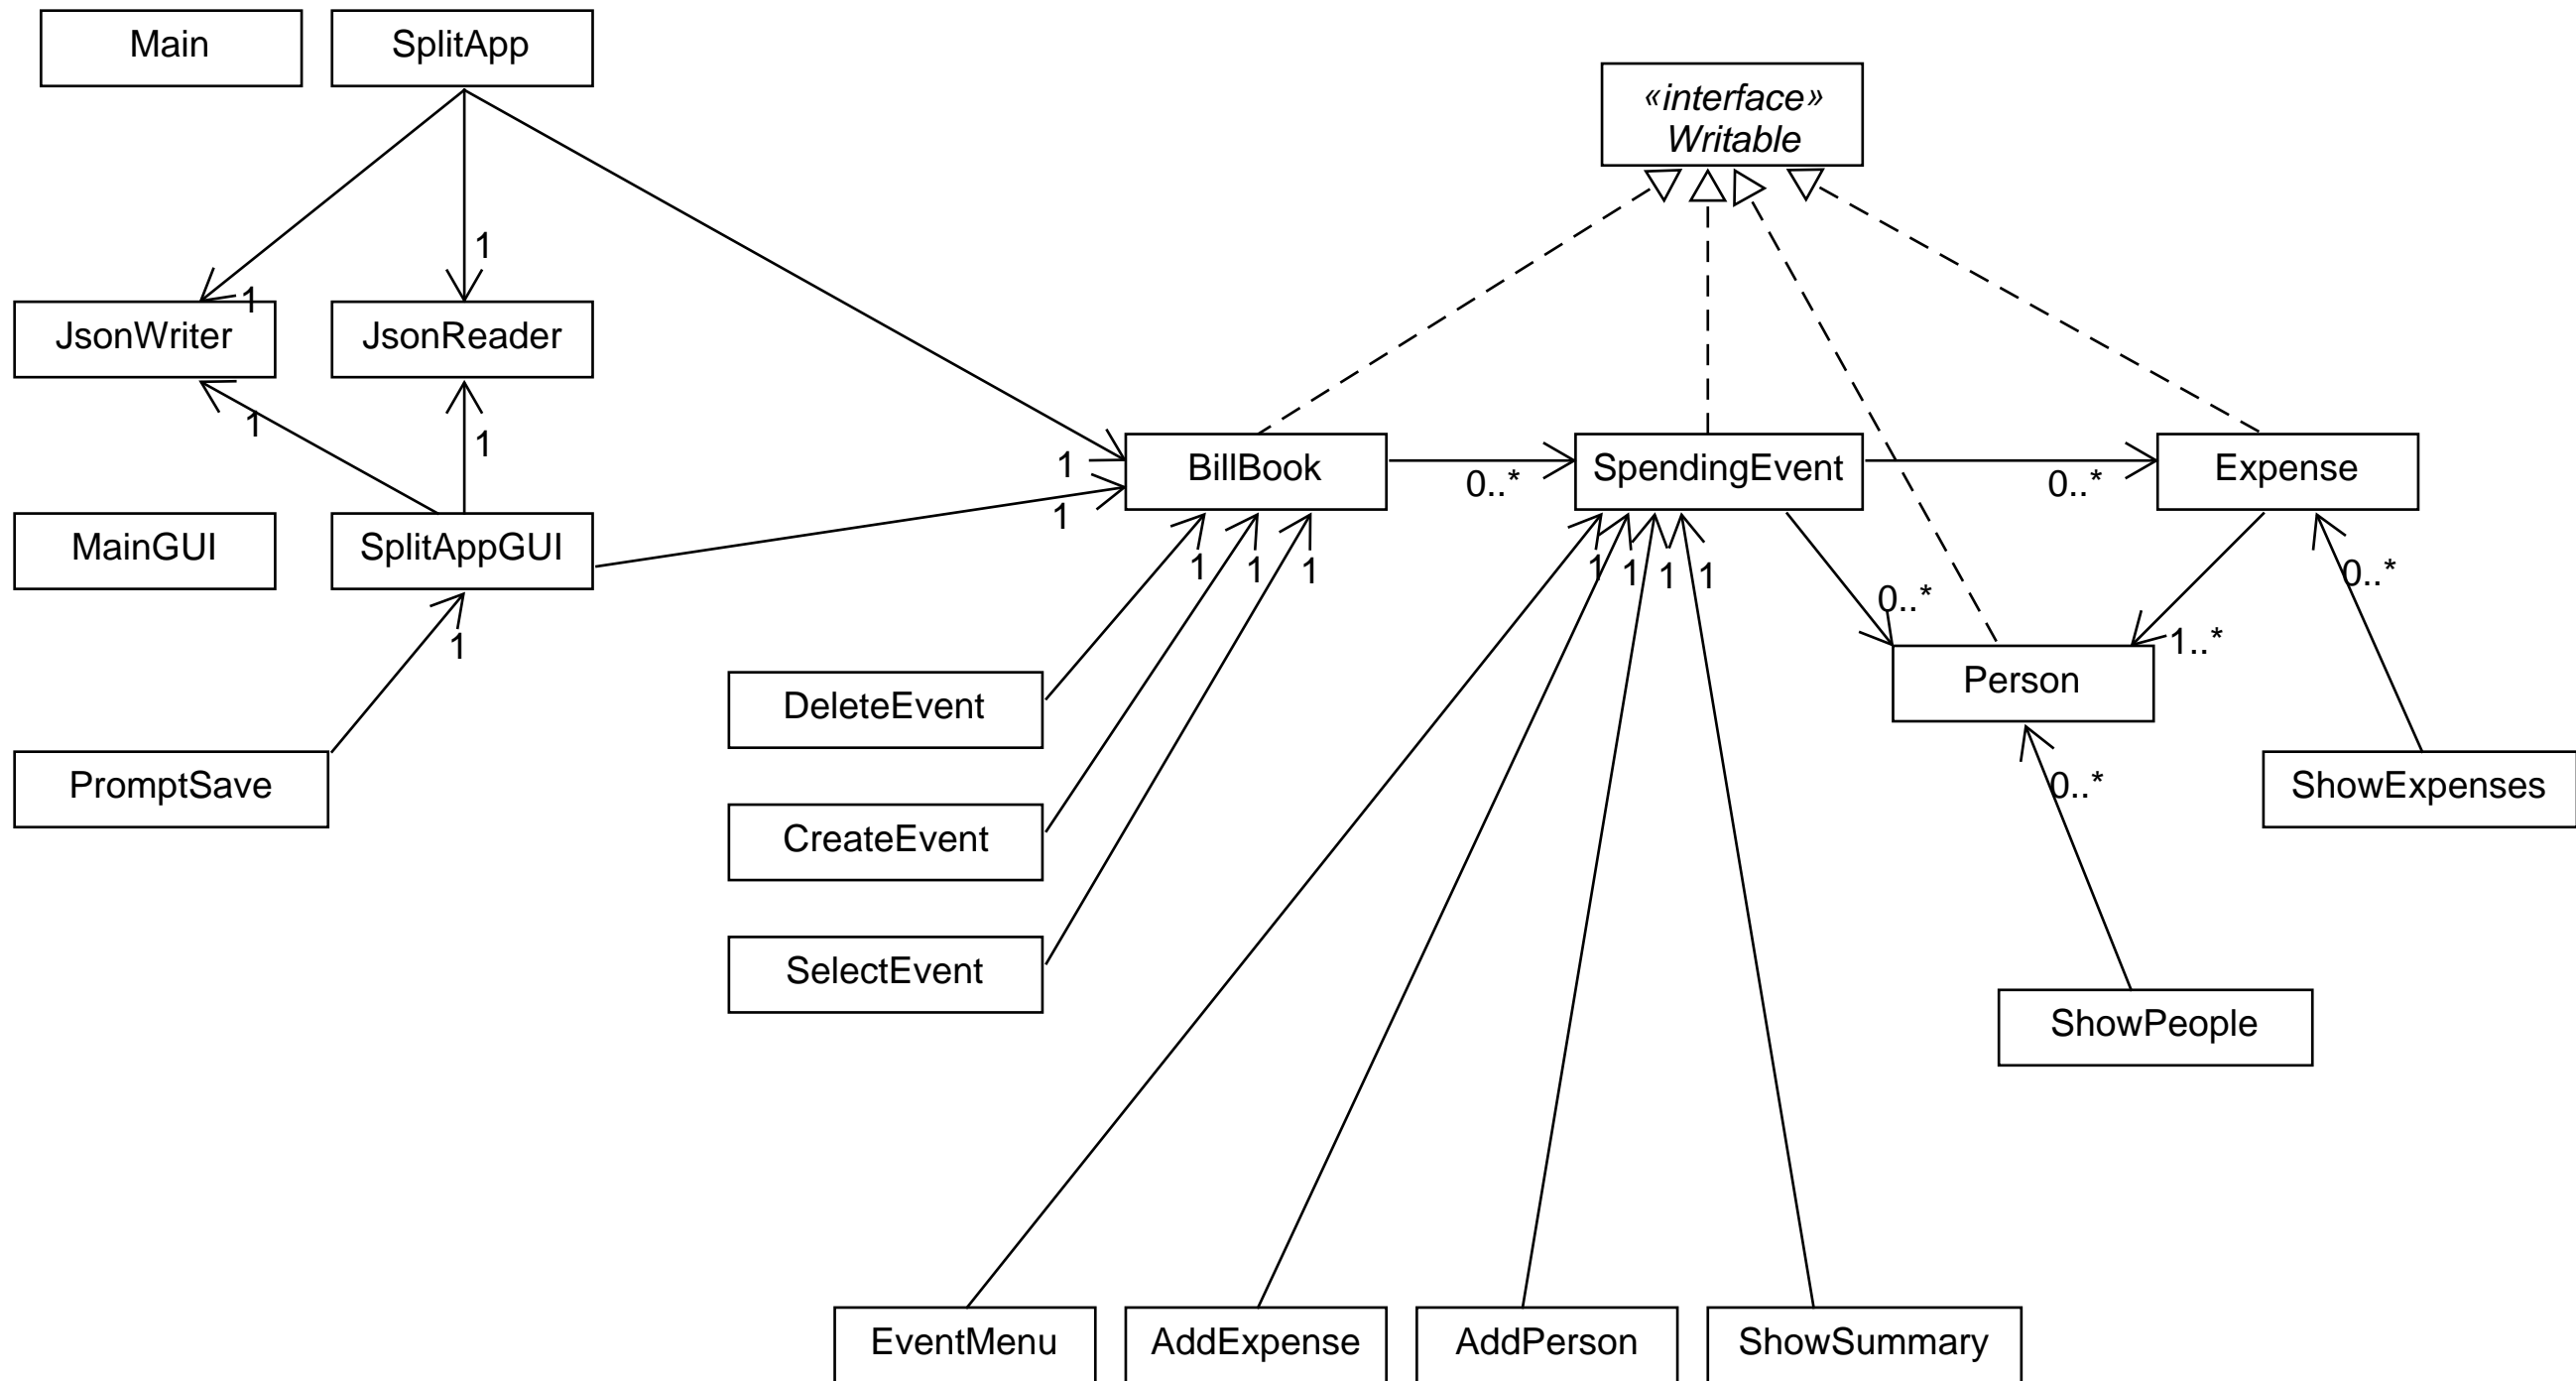 Main
SplitApp
«interface»
Writable
1
1
JsonWriter
JsonReader
1
1
1
BillBook
0..*
SpendingEvent
0..*
Expense
MainGUI
SplitAppGUI
1
1
1
1
1
1
1
1
0..*
0..*
1
1..*
Person
DeleteEvent
PromptSave
0..*
ShowExpenses
CreateEvent
SelectEvent
ShowPeople
EventMenu
AddExpense
AddPerson
ShowSummary